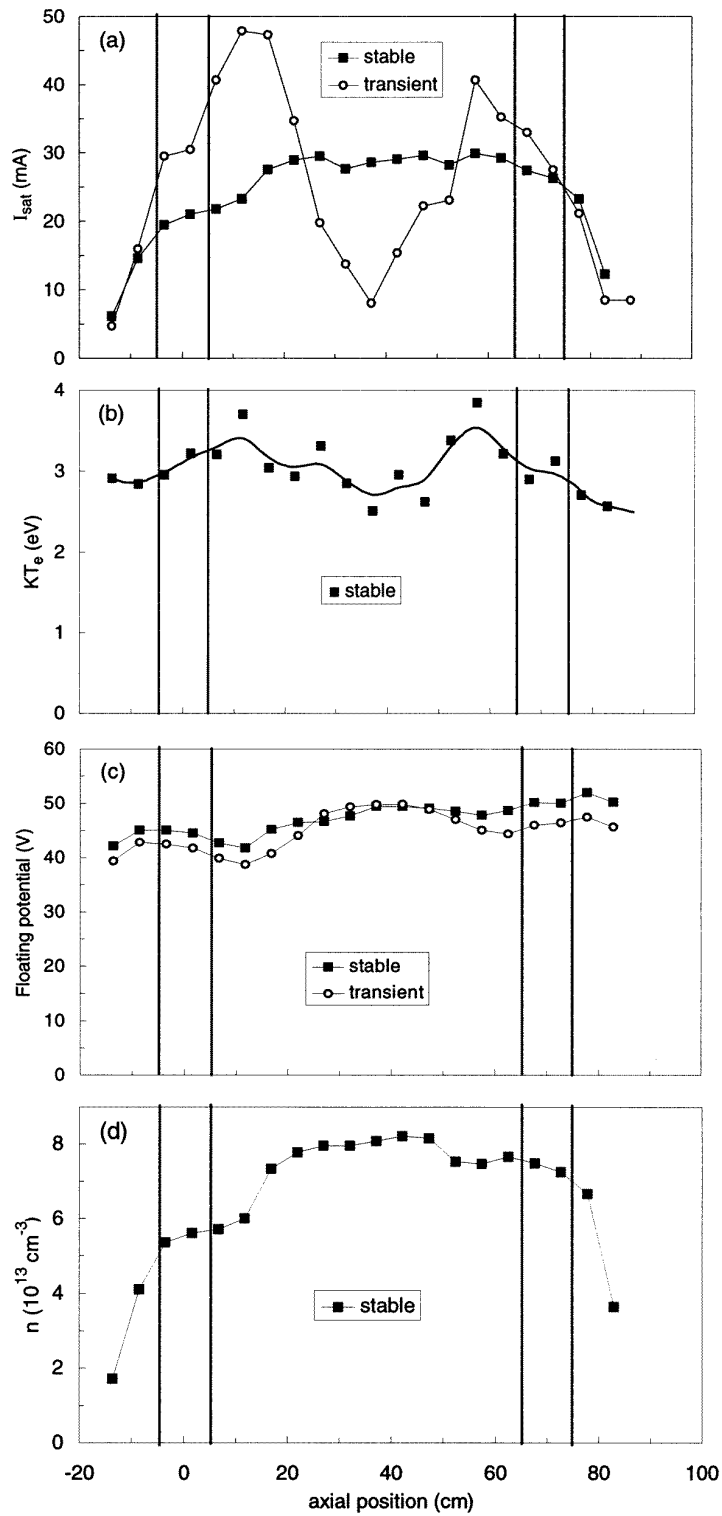 (a)
60
50
40
30
20
10
0
I_sat (mA)
stable
transient
(b)
4
3
2
1
0
KT_e (eV)
stable
(c)
60
50
40
30
20
10
0
Floating potential (V)
stable
transient
(d)
8
6
4
2
0
n (10^13 cm^-3)
stable
-20 0 20 40 60 80 100
axial position (cm)